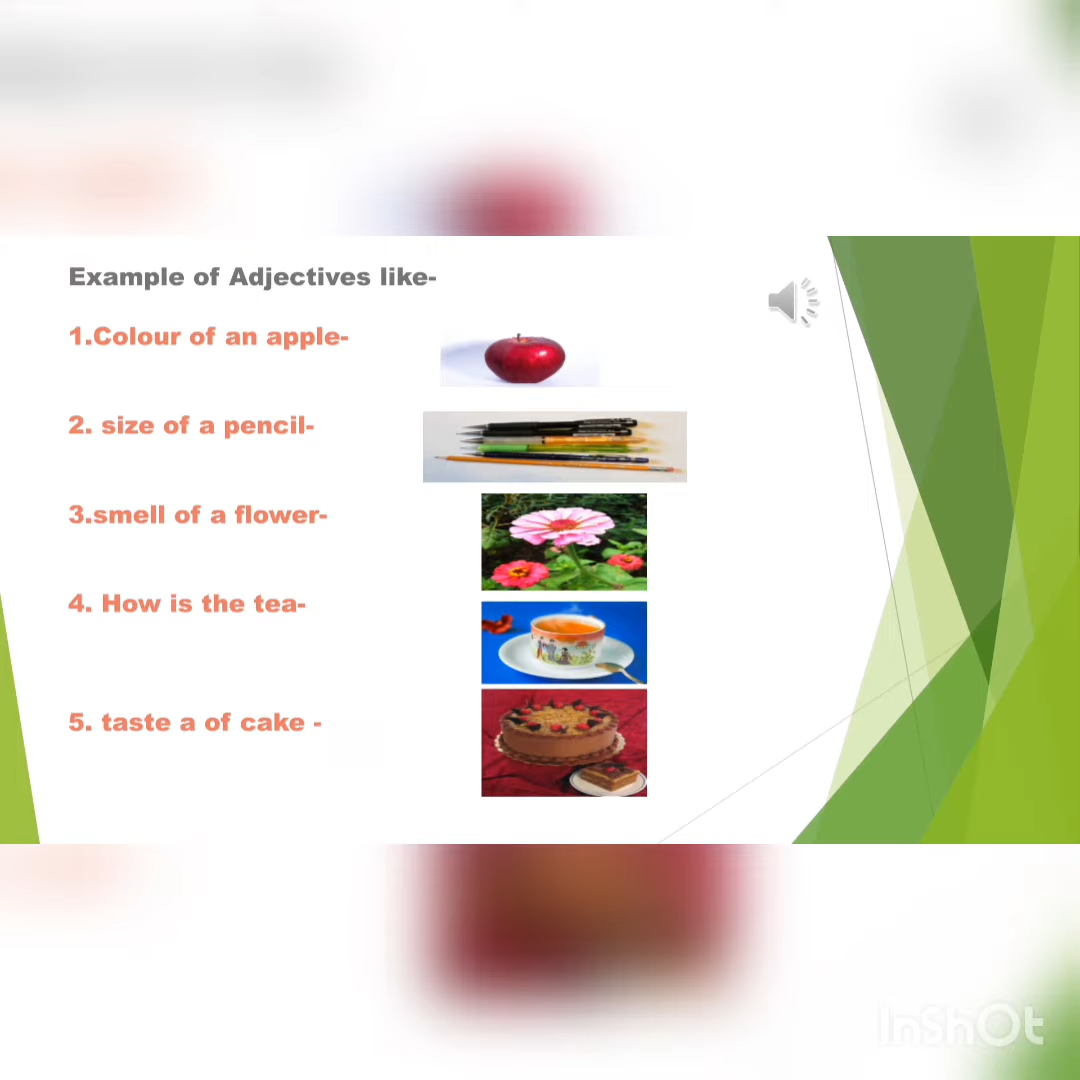 Example of Adjectives like-
1.Colour of an apple-
2. size of a pencil-
3.smell of a flower-
4. How is the tea-
5. taste a of cake -
InShOt